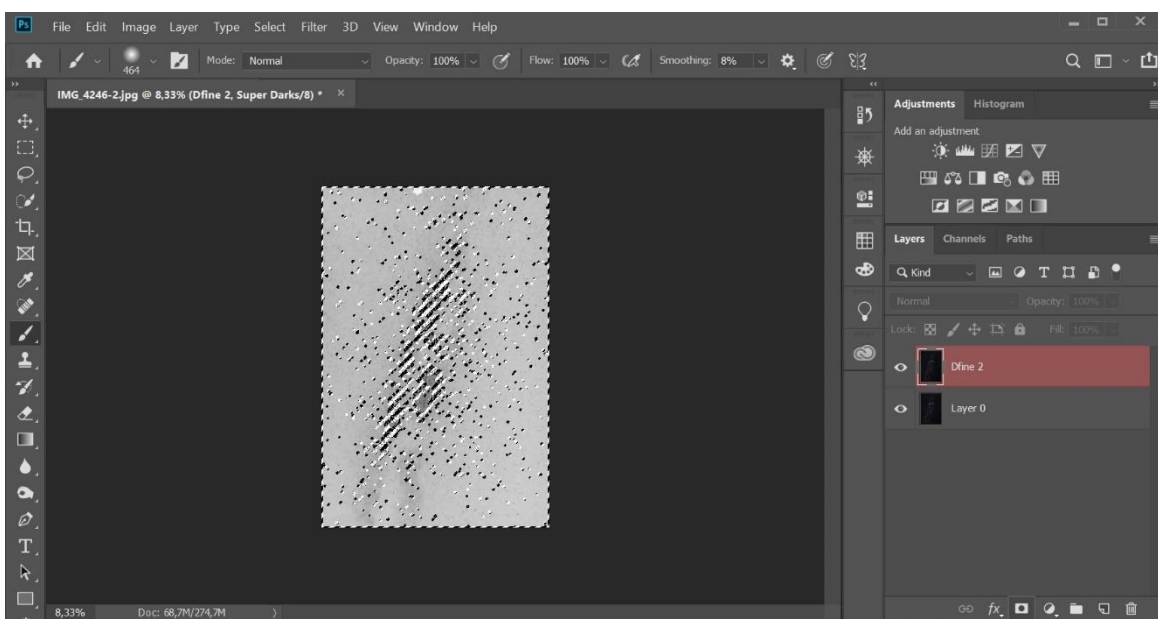 Ps File Edit Image Layer Type Select Filter 3D View Window Help
464 Mode: Normal Opacity: 100% Flow: 100% Smoothing: 8%
IMG_4246-2.jpg @ 8,33% (Dfine 2, Super Darks/8) *
Adjustments Histogram
Add an adjustment
Layers Channels Paths
Kind
Normal Opacity: 100%
Lock: Fill: 100%
Dfine 2
Layer 0
8,33% Doc: 68,7M/274,7M
fx